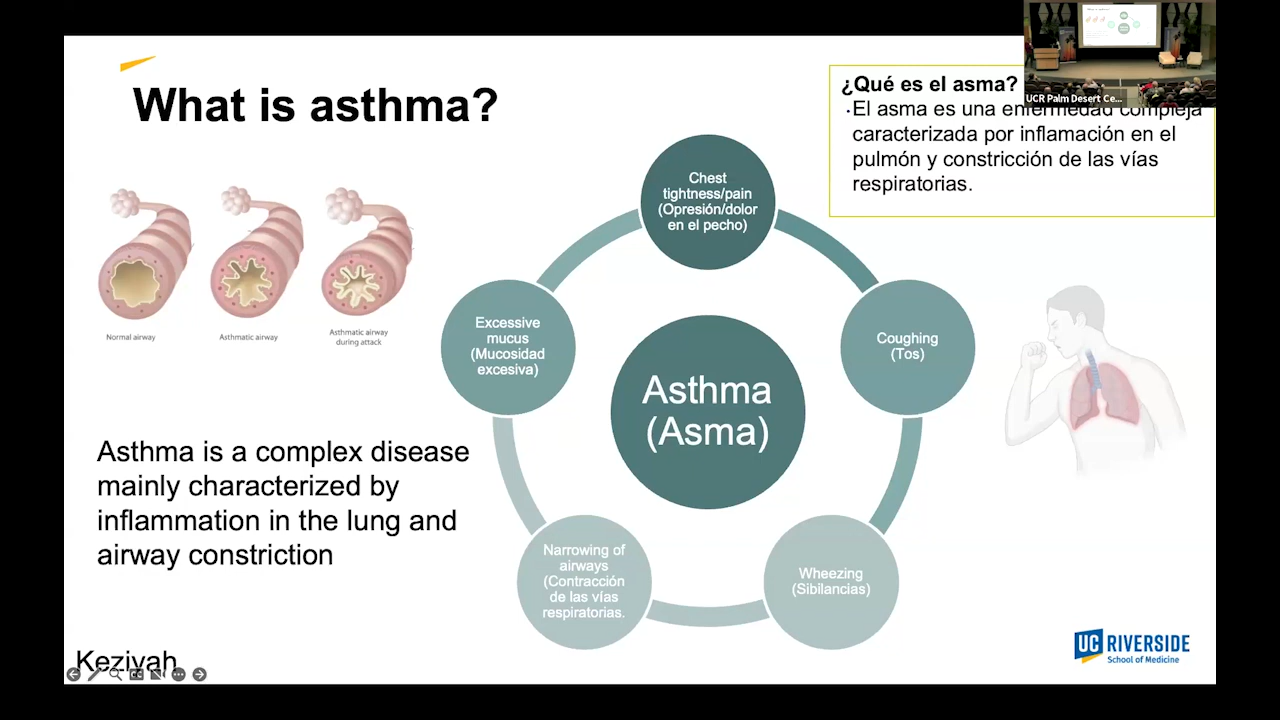 What is asthma?
¿Qué es el asma?
UCR Palm Desert Ce...
·El asma es una enfermedad compleja
caracterizada por inflamación en el
pulmón y constricción de las vías
respiratorias.
Chest
tightness/pain
(Opresión/dolor
en el pecho)
Excessive
mucus
(Mucosidad
excesiva)
Coughing
(Tos)
Asthma
(Asma)
Normal airway
Asthmatic airway
Asthmatic airway
during attack
Asthma is a complex disease
mainly characterized by
inflammation in the lung and
airway constriction
Narrowing of
airways
(Contracción
de las vías
respiratorias.
Wheezing
(Sibilancias)
Kezivah
UC RIVERSIDE
School of Medicine